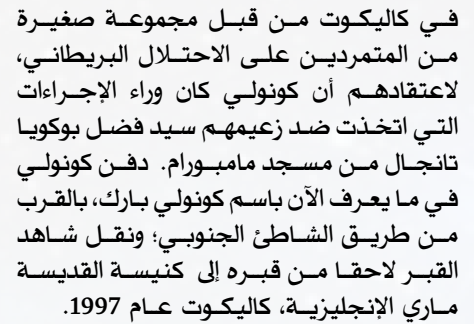 في كاليكوت من قبل مجموعة صغيرة
من المتمردين على الاحتلال البريطاني،
لاعتقادهم أن كونولي كان وراء الإجراءات
التي اتخذت ضد زعيمهم سيد فضل بوكويا
تانجال من مسجد مامبورام. دفن كونولي
في ما يعرف الآن باسم كونولي بارك، بالقرب
من طريق الشاطئ الجنوبي؛ ونقل شاهد
القبر لاحقا من قبره إلى كنيسة القديسة
ماري الإنجليزية، كاليكوت عام 1997.